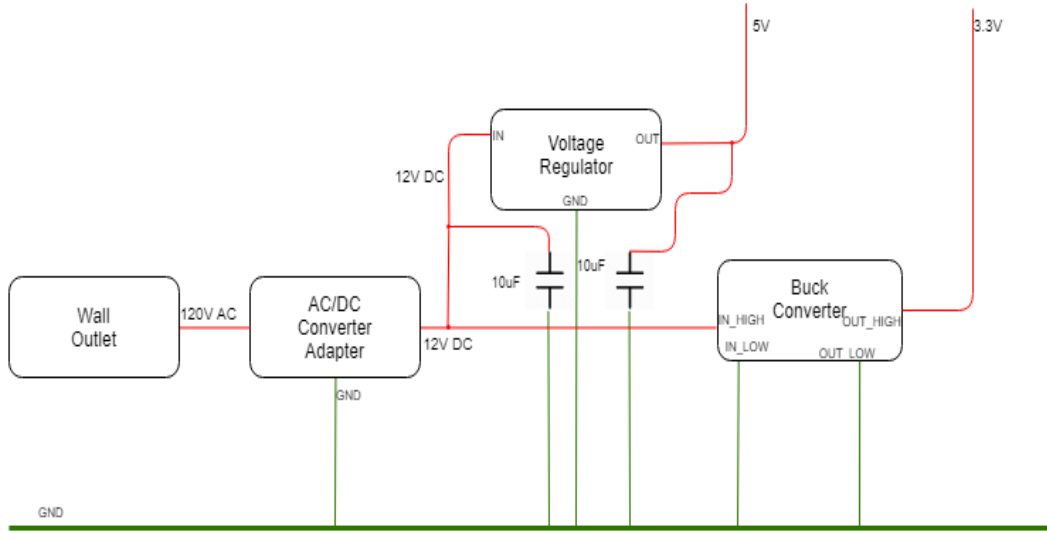 5V
3.3V
IN
Voltage
Regulator
OUT
12V DC
GND
10uF
10uF
Wall
Outlet
120V AC
AC/DC
Converter
Adapter
12V DC
GND
Buck
Converter
IN_HIGH
OUT_HIGH
IN_LOW
OUT_LOW
GND